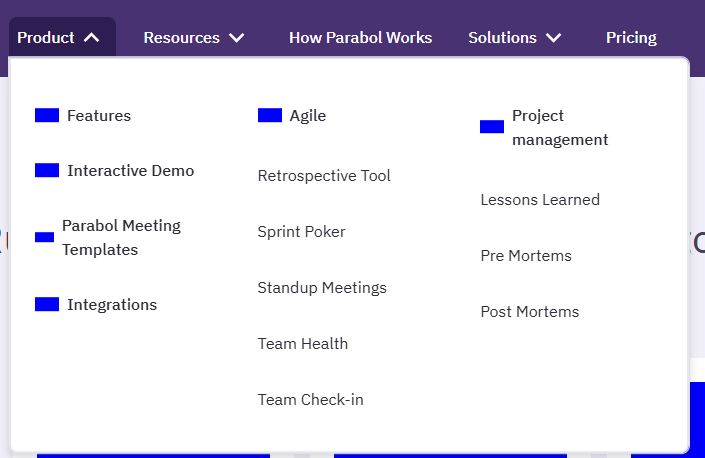 Product
Resources
How Parabol Works
Solutions
Pricing
Features
Interactive Demo
Parabol Meeting
Templates
Integrations
Agile
Retrospective Tool
Sprint Poker
Standup Meetings
Team Health
Team Check-in
Project
management
Lessons Learned
Pre Mortems
Post Mortems